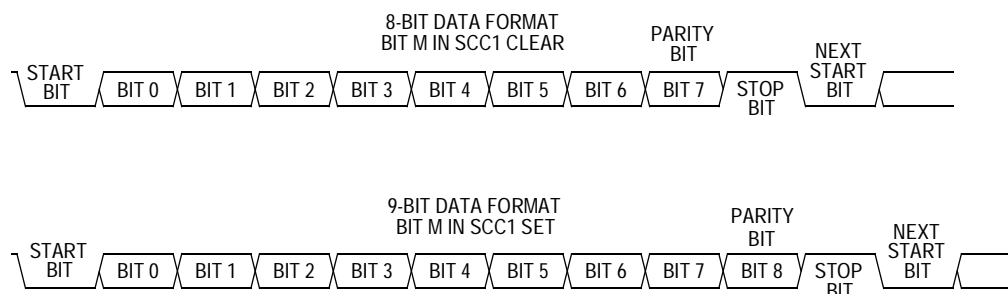 8-BIT DATA FORMAT
BIT M IN SCC1 CLEAR
PARITY
BIT
NEXT
START
BIT
START
BIT
BIT 0
BIT 1
BIT 2
BIT 3
BIT 4
BIT 5
BIT 6
BIT 7
STOP
BIT
9-BIT DATA FORMAT
BIT M IN SCC1 SET
PARITY
BIT
NEXT
START
BIT
START
BIT
BIT 0
BIT 1
BIT 2
BIT 3
BIT 4
BIT 5
BIT 6
BIT 7
BIT 8
STOP
BIT